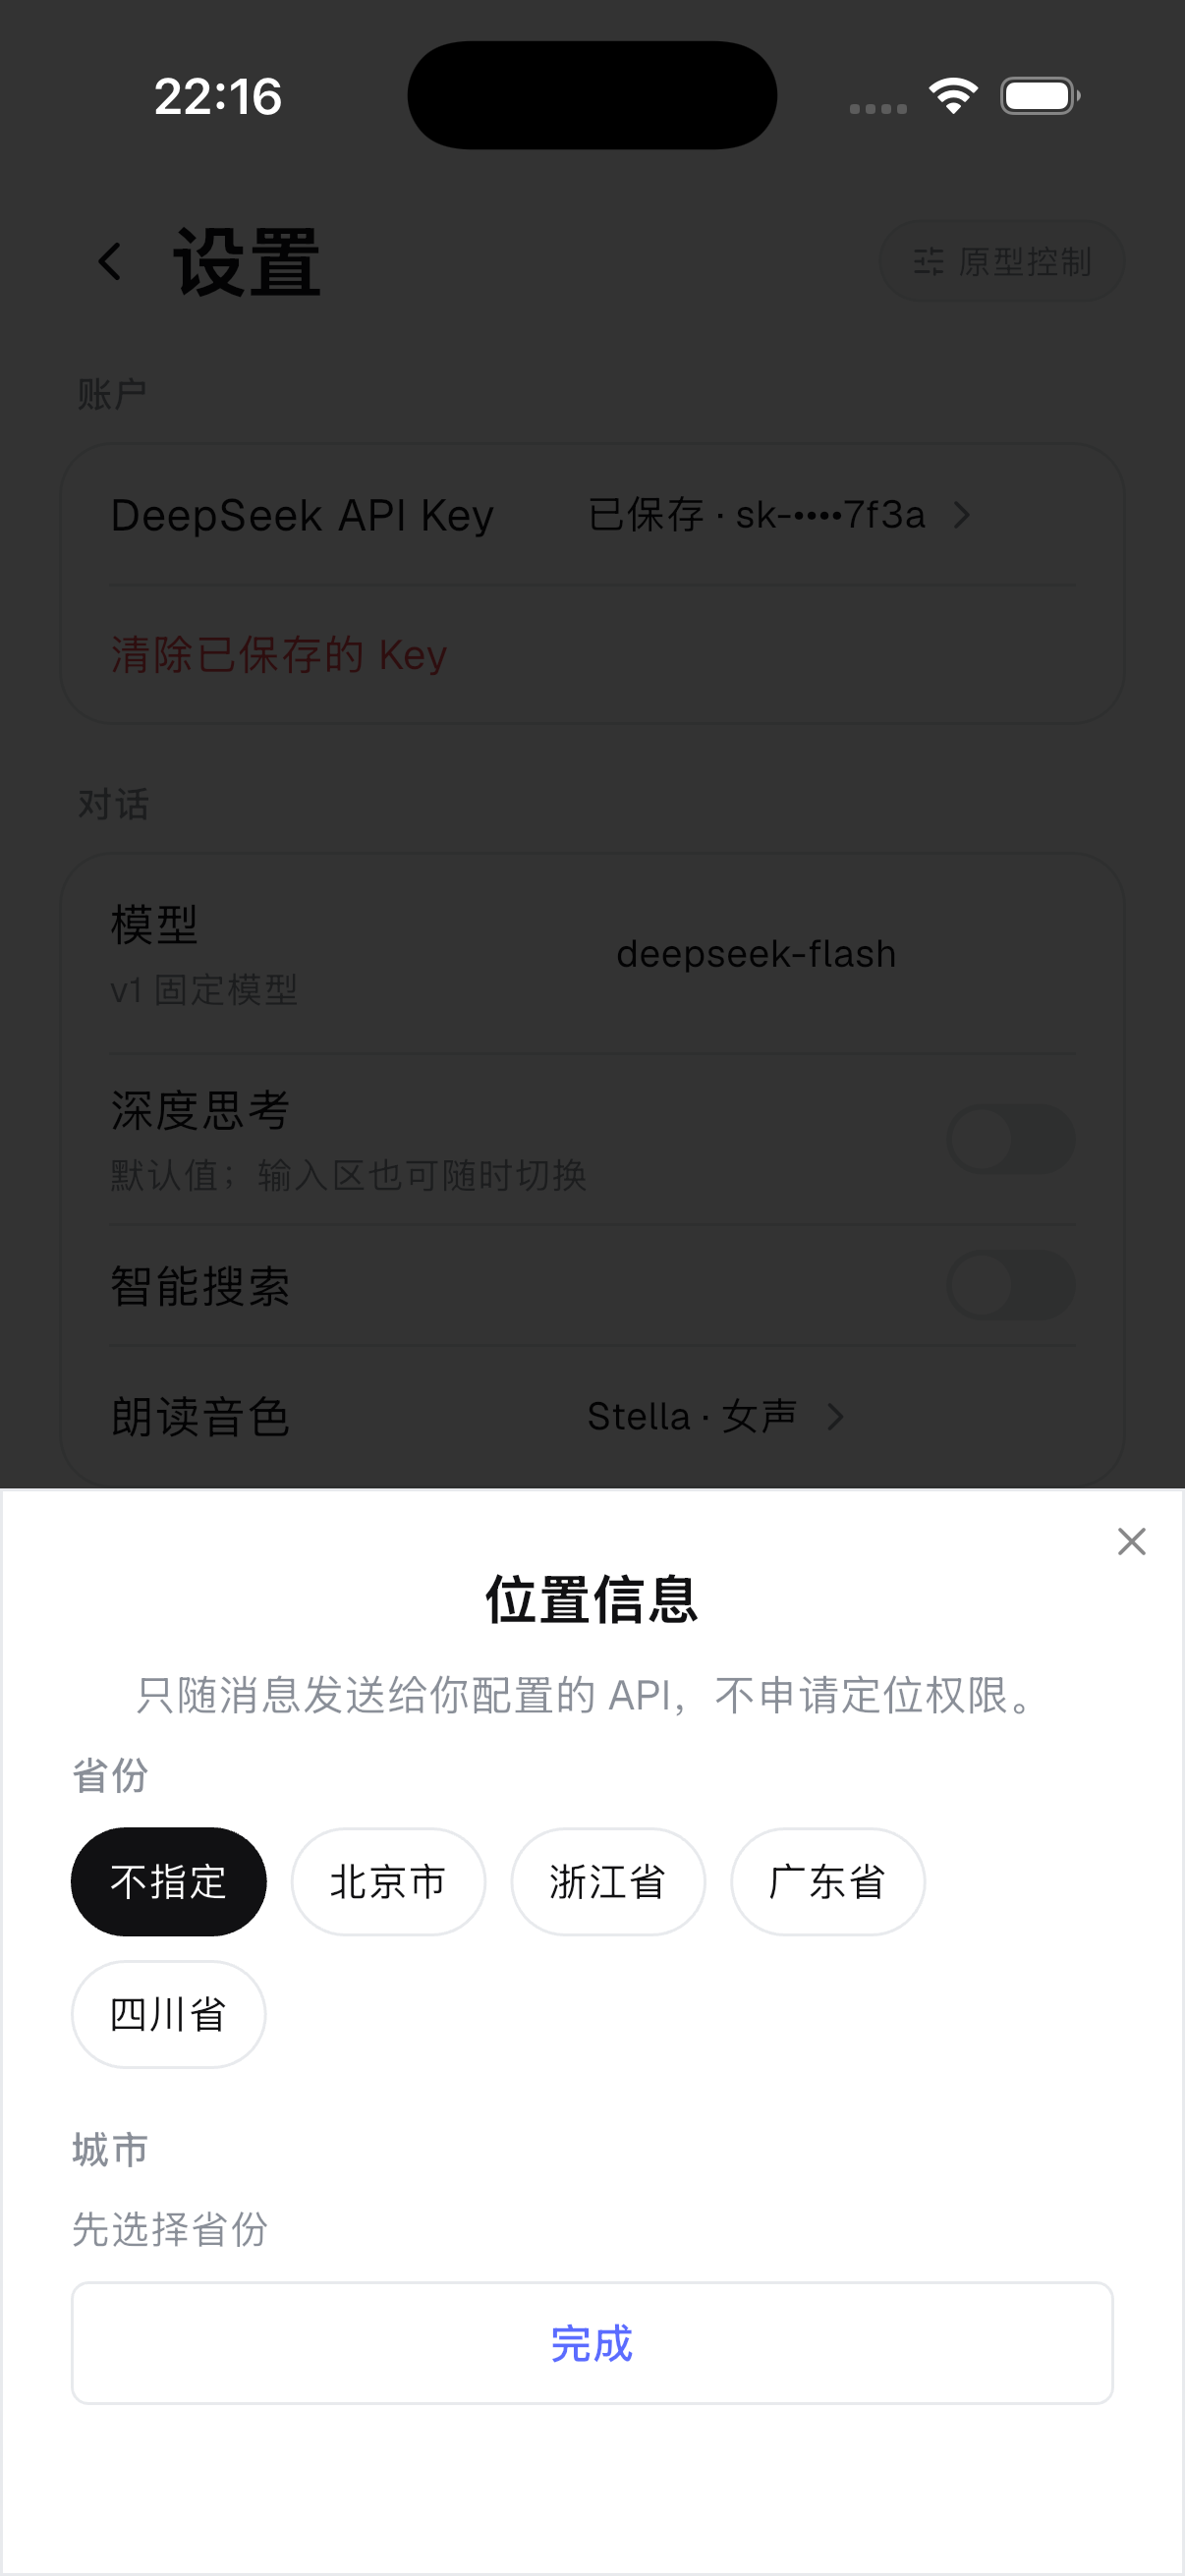 22:16
设置
原型控制
账户
DeepSeek API Key 已保存 · sk-••••7f3a
清除已保存的 Key
对话
模型
deepseek-flash
v1 固定模型
深度思考
默认值；输入区也可随时切换
智能搜索
朗读音色 Stella · 女声
位置信息
只随消息发送给你配置的 API，不申请定位权限。
省份
不指定 北京市 浙江省 广东省
四川省
城市
先选择省份
完成